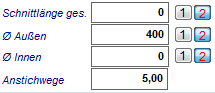 Schnittlänge ges. 0 1 2
Ø Außen 400 1 2
Ø Innen 0 1 2
Anstichwege 5,00